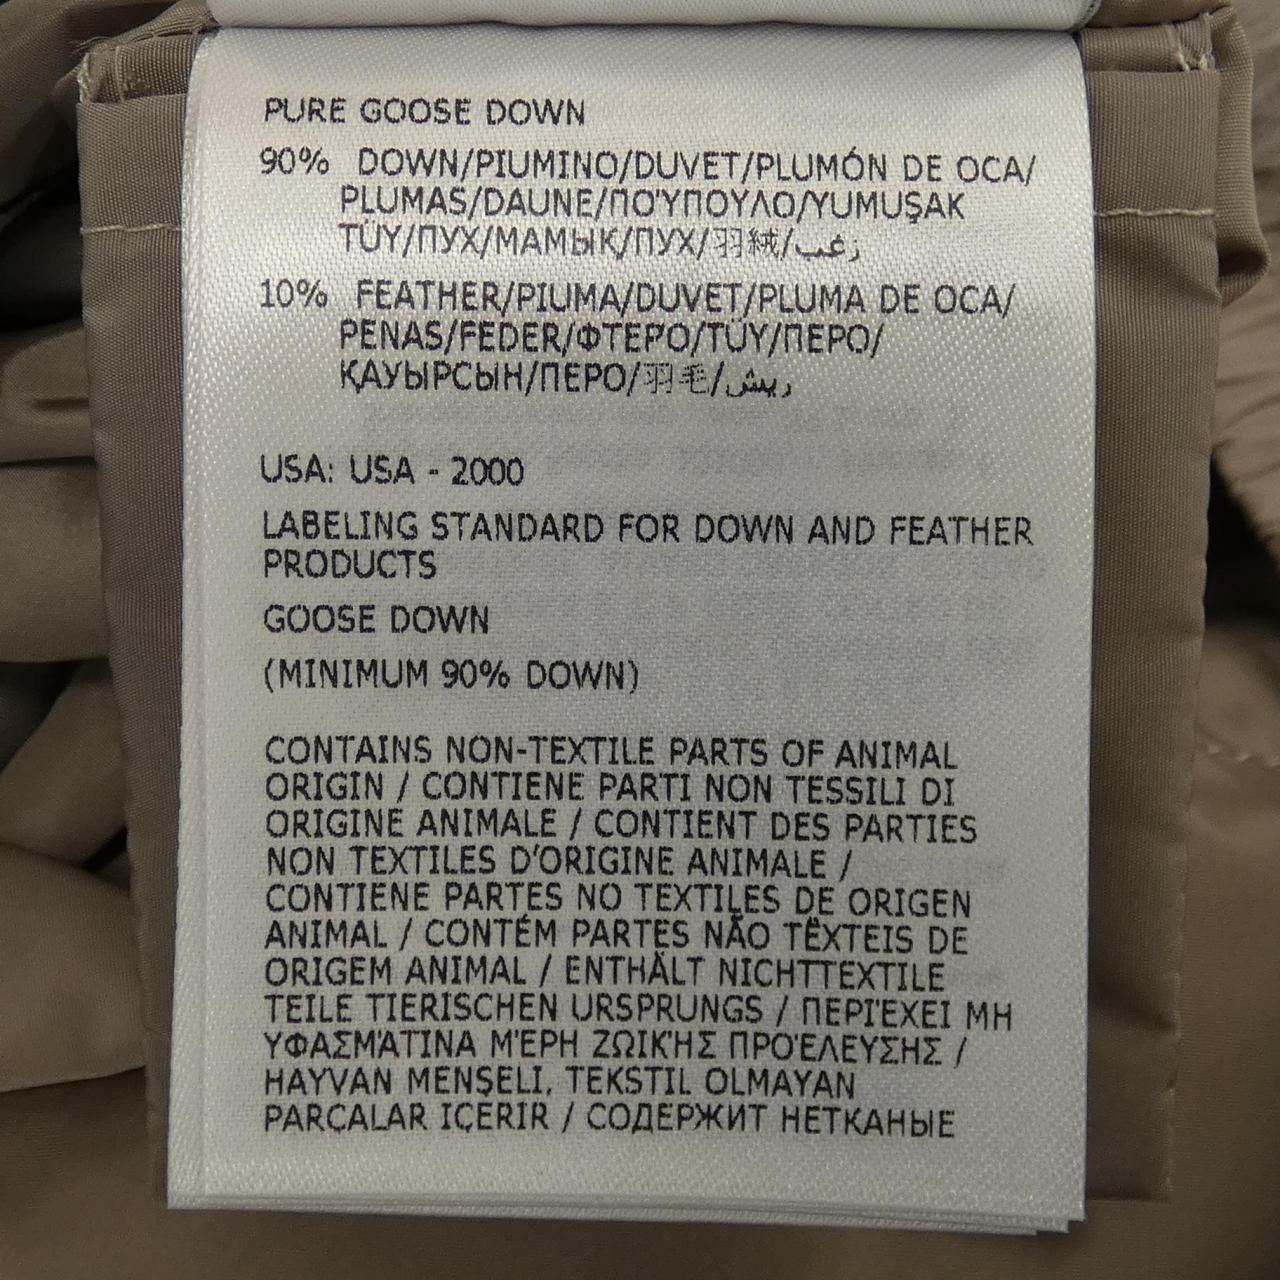 PURE GOOSE DOWN
90% DOWN/PIUMINO/DUVET/PLUMÓN DE OCA/
PLUMAS/DAUNE/ΠΟΎΠΟΥΛΟ/YUMUŞAK
TÜY/ПУХ/МАМЫҚ/ПУХ/羽絨/زغب
10% FEATHER/PIUMA/DUVET/PLUMA DE OCA/
PENAS/FEDER/ΦΤΕΡΌ/TÜY/ПЕРО/
ҚАУЫРСЫН/ПЕРО/羽毛/ريش
USA: USA - 2000
LABELING STANDARD FOR DOWN AND FEATHER
PRODUCTS
GOOSE DOWN
(MINIMUM 90% DOWN)
CONTAINS NON-TEXTILE PARTS OF ANIMAL
ORIGIN / CONTIENE PARTI NON TESSILI DI
ORIGINE ANIMALE / CONTIENT DES PARTIES
NON TEXTILES D'ORIGINE ANIMALE /
CONTIENE PARTES NO TEXTILES DE ORIGEN
ANIMAL / CONTÉM PARTES NÃO TÊXTEIS DE
ORIGEM ANIMAL / ENTHÄLT NICHTTEXTILE
TEILE TIERISCHEN URSPRUNGS / ΠΕΡΙΈΧΕΙ ΜΗ
ΥΦΑΣΜΆΤΙΝΑ ΜΈΡΗ ΖΩΙΚΉΣ ΠΡΟΈΛΕΥΣΗΣ /
HAYVAN MENŞELİ, TEKSTIL OLMAYAN
PARÇALAR IÇERIR / СОДЕРЖИТ НЕТКАНЫЕ